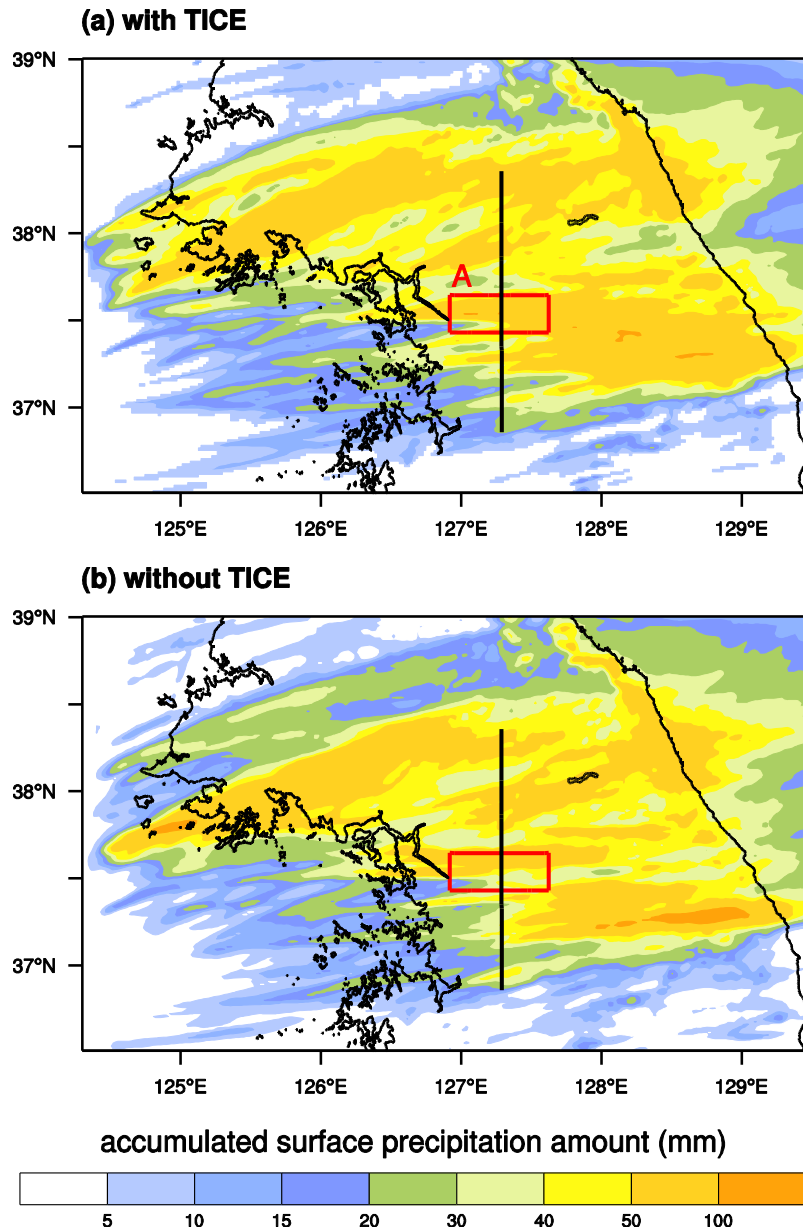 (a) with TICE
39°N
38°N
A
37°N
125°E 126°E 127°E 128°E 129°E
(b) without TICE
39°N
38°N
37°N
125°E 126°E 127°E 128°E 129°E
accumulated surface precipitation amount (mm)
5 10 15 20 30 40 50 100